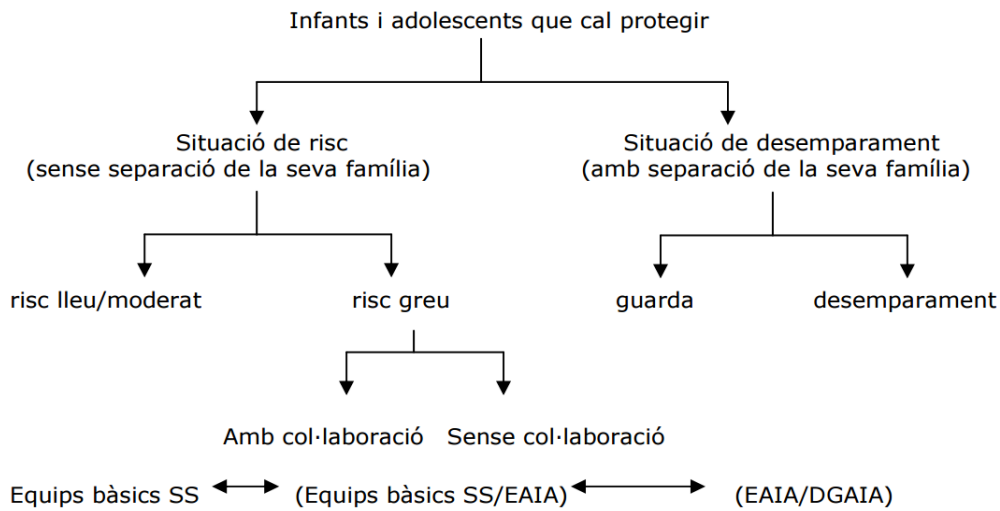 Infants i adolescents que cal protegir
Situació de risc
(sense separació de la seva família)
Situació de desemparament
(amb separació de la seva família)
risc lleu/moderat
risc greu
guarda
desemparament
Amb col·laboració
Sense col·laboració
Equips bàsics SS
(Equips bàsics SS/EAIA)
(EAIA/DGAIA)